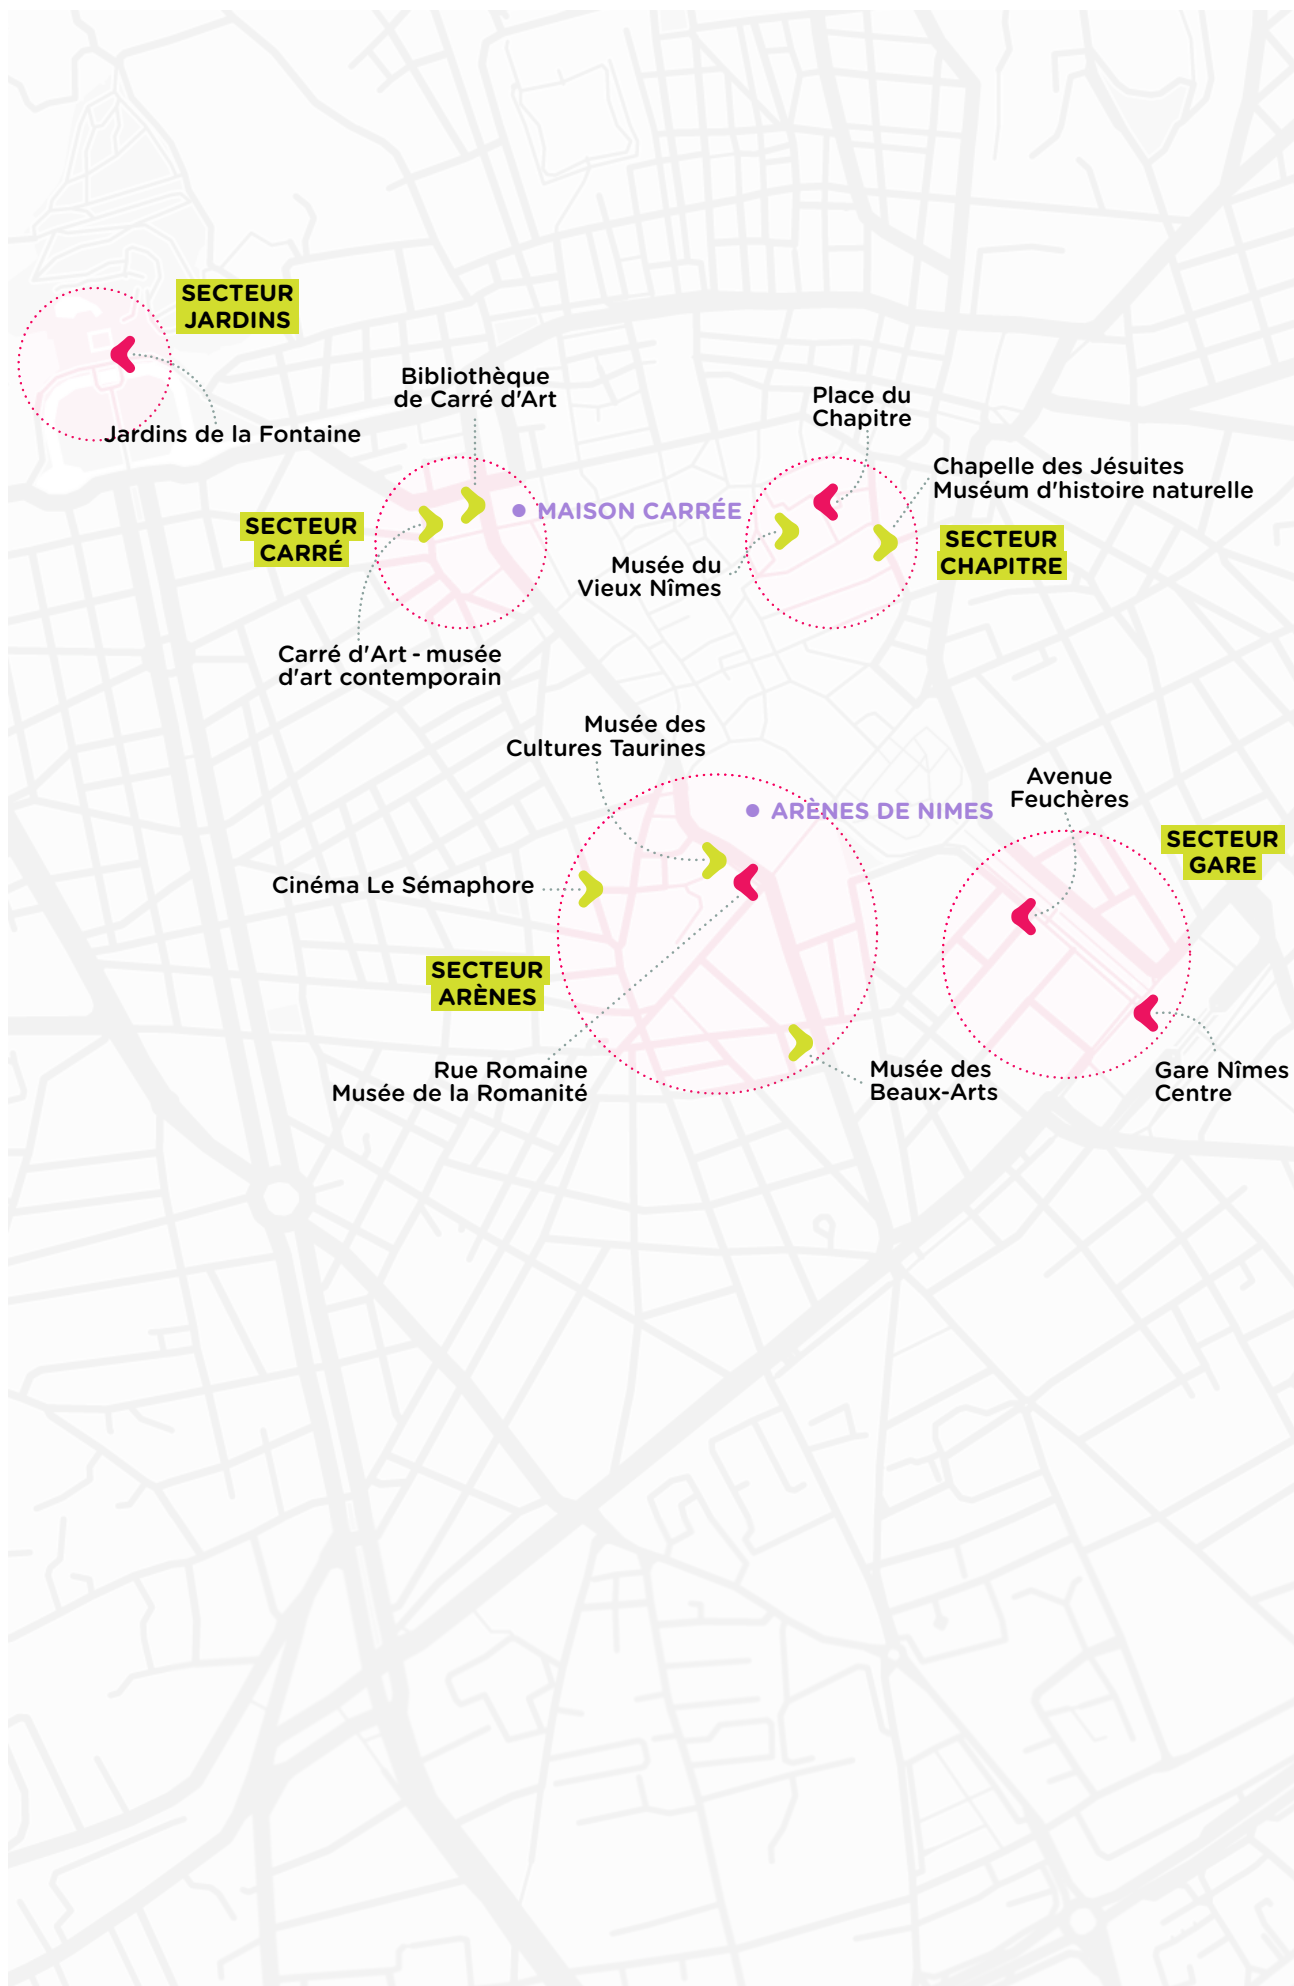 SECTEUR
JARDINS
Jardins de la Fontaine
Bibliothèque
de Carré d'Art
Place du
Chapitre
Chapelle des Jésuites
Muséum d'histoire naturelle
MAISON CARRÉE
SECTEUR
CARRÉ
SECTEUR
CHAPITRE
Musée du
Vieux Nîmes
Carré d'Art - musée
d'art contemporain
Musée des
Cultures Taurines
Avenue
Feuchères
ARÈNES DE NIMES
SECTEUR
GARE
Cinéma Le Sémaphore
SECTEUR
ARÈNES
Rue Romaine
Musée de la Romanité
Musée des
Beaux-Arts
Gare Nîmes
Centre